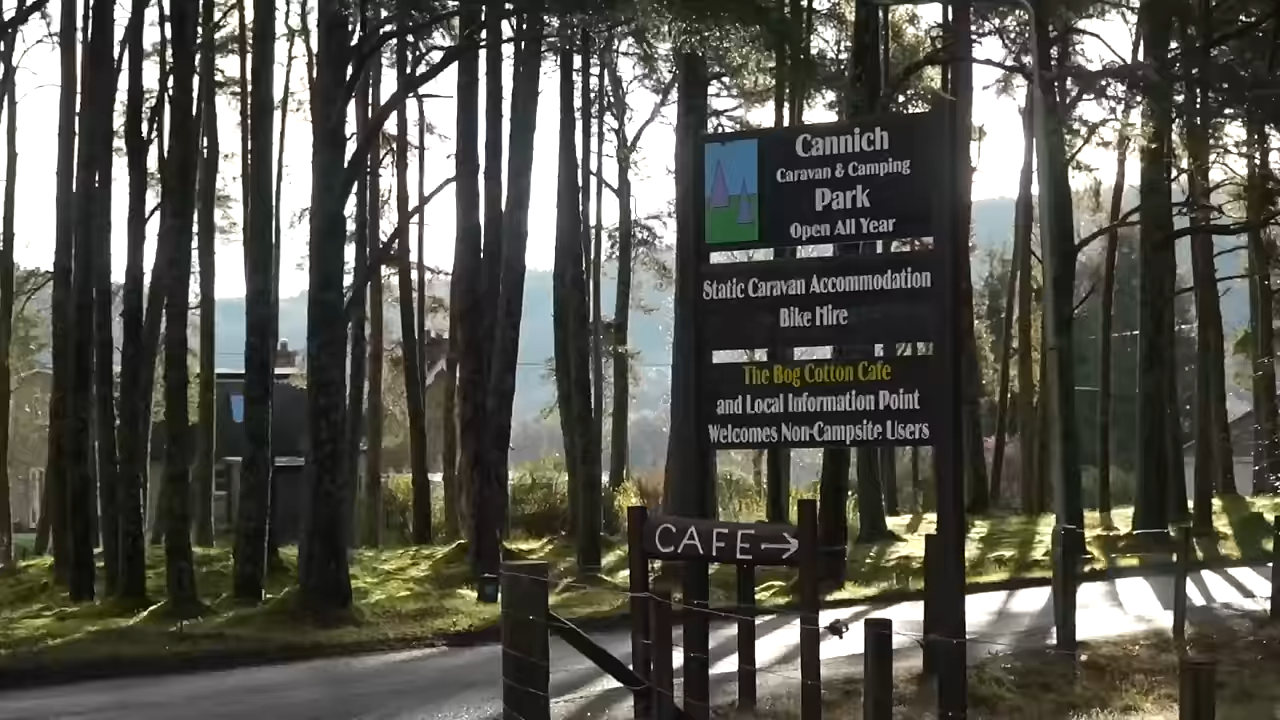 Cannich
Caravan & Camping
Park
Open All Year
Static Caravan Accommodation
Bike Hire
The Bog Cotton Cafe
and Local Information Point
Welcomes Non-Campsite Users
CAFE→